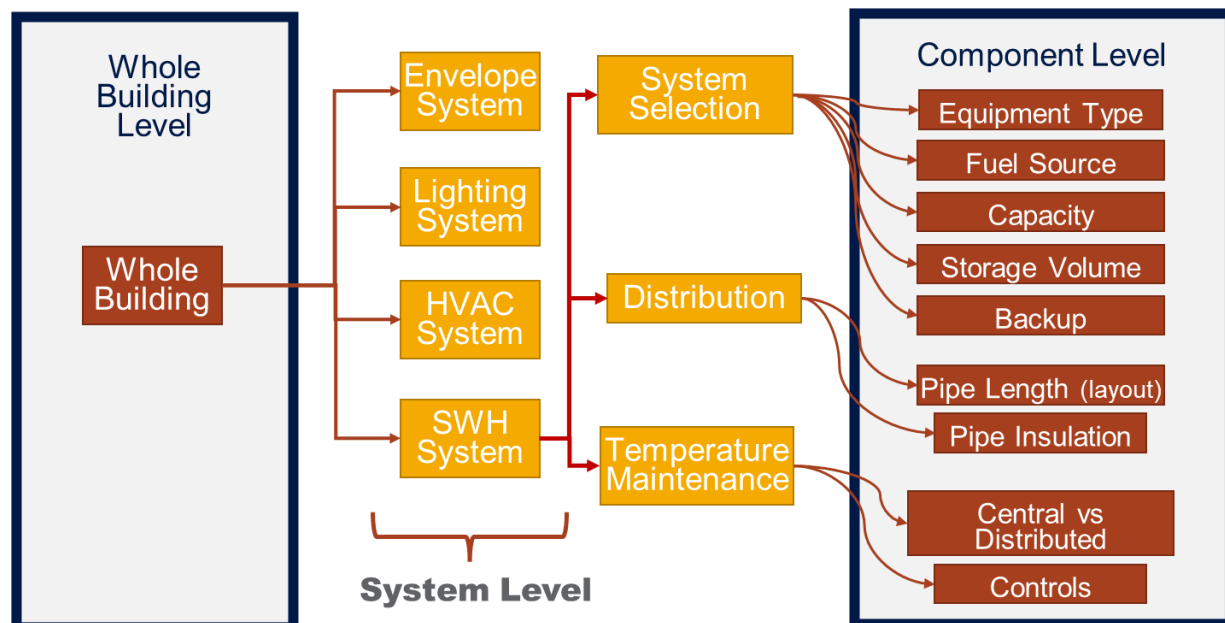 Whole
Building
Level
Whole
Building
Envelope
System
Lighting
System
HVAC
System
SWH
System
System Level
System
Selection
Distribution
Temperature
Maintenance
Component Level
Equipment Type
Fuel Source
Capacity
Storage Volume
Backup
Pipe Length (layout)
Pipe Insulation
Central vs
Distributed
Controls